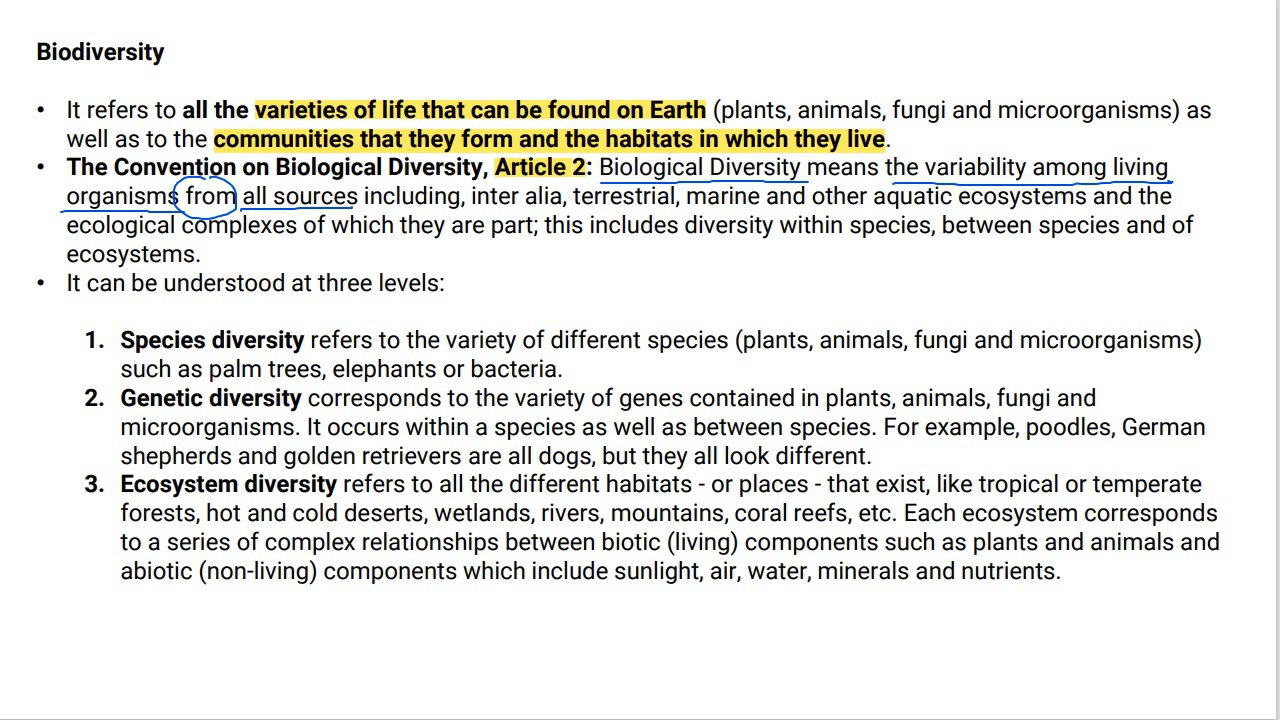 Biodiversity
• It refers to all the varieties of life that can be found on Earth (plants, animals, fungi and microorganisms) as
well as to the communities that they form and the habitats in which they live.
• The Convention on Biological Diversity, Article 2: Biological Diversity means the variability among living
organisms from all sources including, inter alia, terrestrial, marine and other aquatic ecosystems and the
ecological complexes of which they are part; this includes diversity within species, between species and of
ecosystems.
• It can be understood at three levels:
1. Species diversity refers to the variety of different species (plants, animals, fungi and microorganisms)
such as palm trees, elephants or bacteria.
2. Genetic diversity corresponds to the variety of genes contained in plants, animals, fungi and
microorganisms. It occurs within a species as well as between species. For example, poodles, German
shepherds and golden retrievers are all dogs, but they all look different.
3. Ecosystem diversity refers to all the different habitats - or places - that exist, like tropical or temperate
forests, hot and cold deserts, wetlands, rivers, mountains, coral reefs, etc. Each ecosystem corresponds
to a series of complex relationships between biotic (living) components such as plants and animals and
abiotic (non-living) components which include sunlight, air, water, minerals and nutrients.